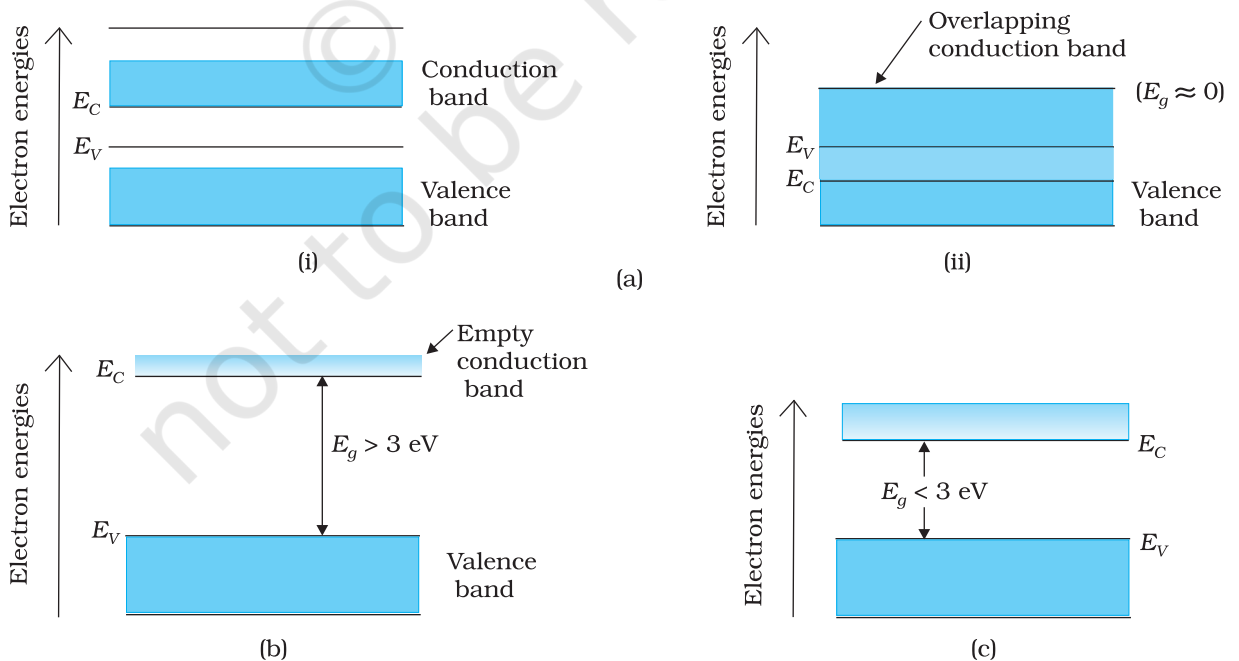 Electron energies
Conduction
band
E_C
E_V
Valence
band
(i)
Electron energies
Overlapping
conduction band
(E_g ≈ 0)
E_V
E_C
Valence
band
(ii)
(a)
Electron energies
Empty
conduction
band
E_C
E_g > 3 eV
E_V
Valence
band
(b)
Electron energies
E_C
E_g < 3 eV
E_V
(c)
©
not to be r